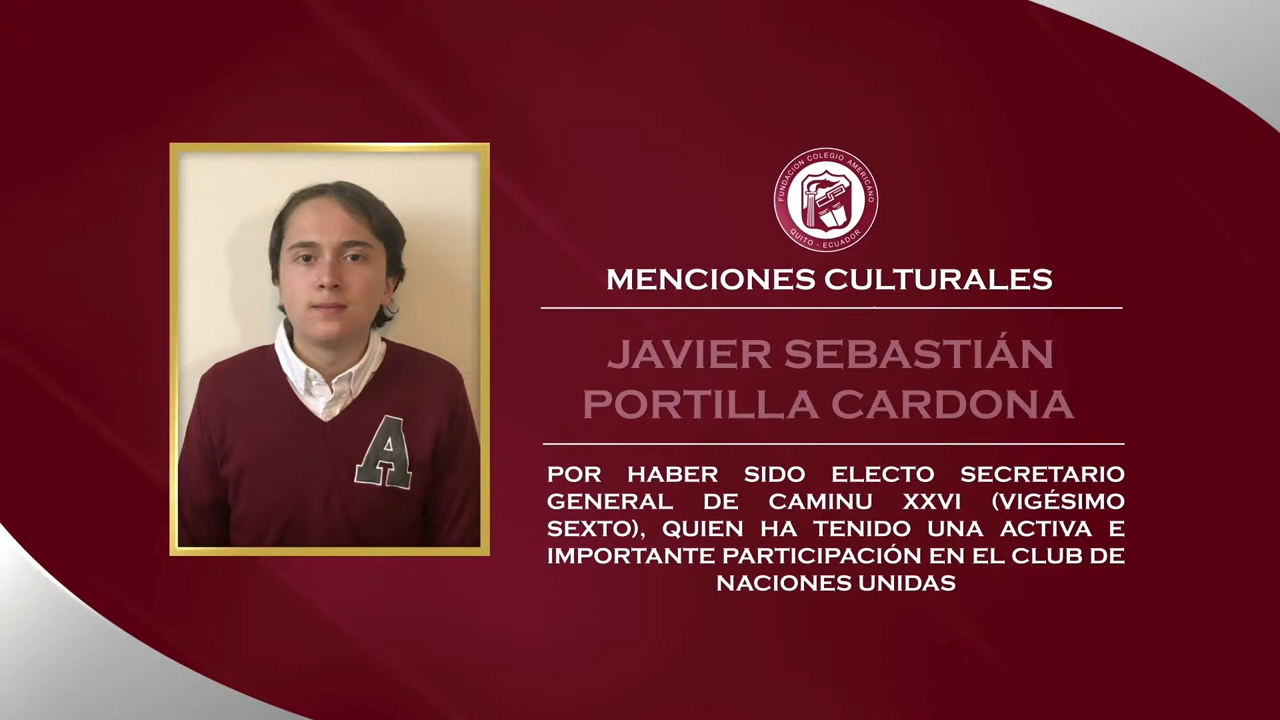 FUNDACION COLEGIO AMERICANO
QUITO - ECUADOR
MENCIONES CULTURALES
JAVIER SEBASTIÁN
PORTILLA CARDONA
A
POR HABER SIDO ELECTO SECRETARIO
GENERAL DE CAMINU XXVI (VIGÉSIMO
SEXTO), QUIEN HA TENIDO UNA ACTIVA E
IMPORTANTE PARTICIPACIÓN EN EL CLUB DE
NACIONES UNIDAS